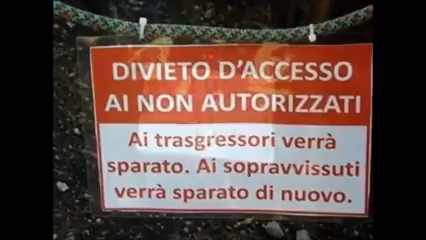 DIVIETO D'ACCESSO
AI NON AUTORIZZATI
Ai trasgressori verrà
sparato. Ai sopravvissuti
verrà sparato di nuovo.